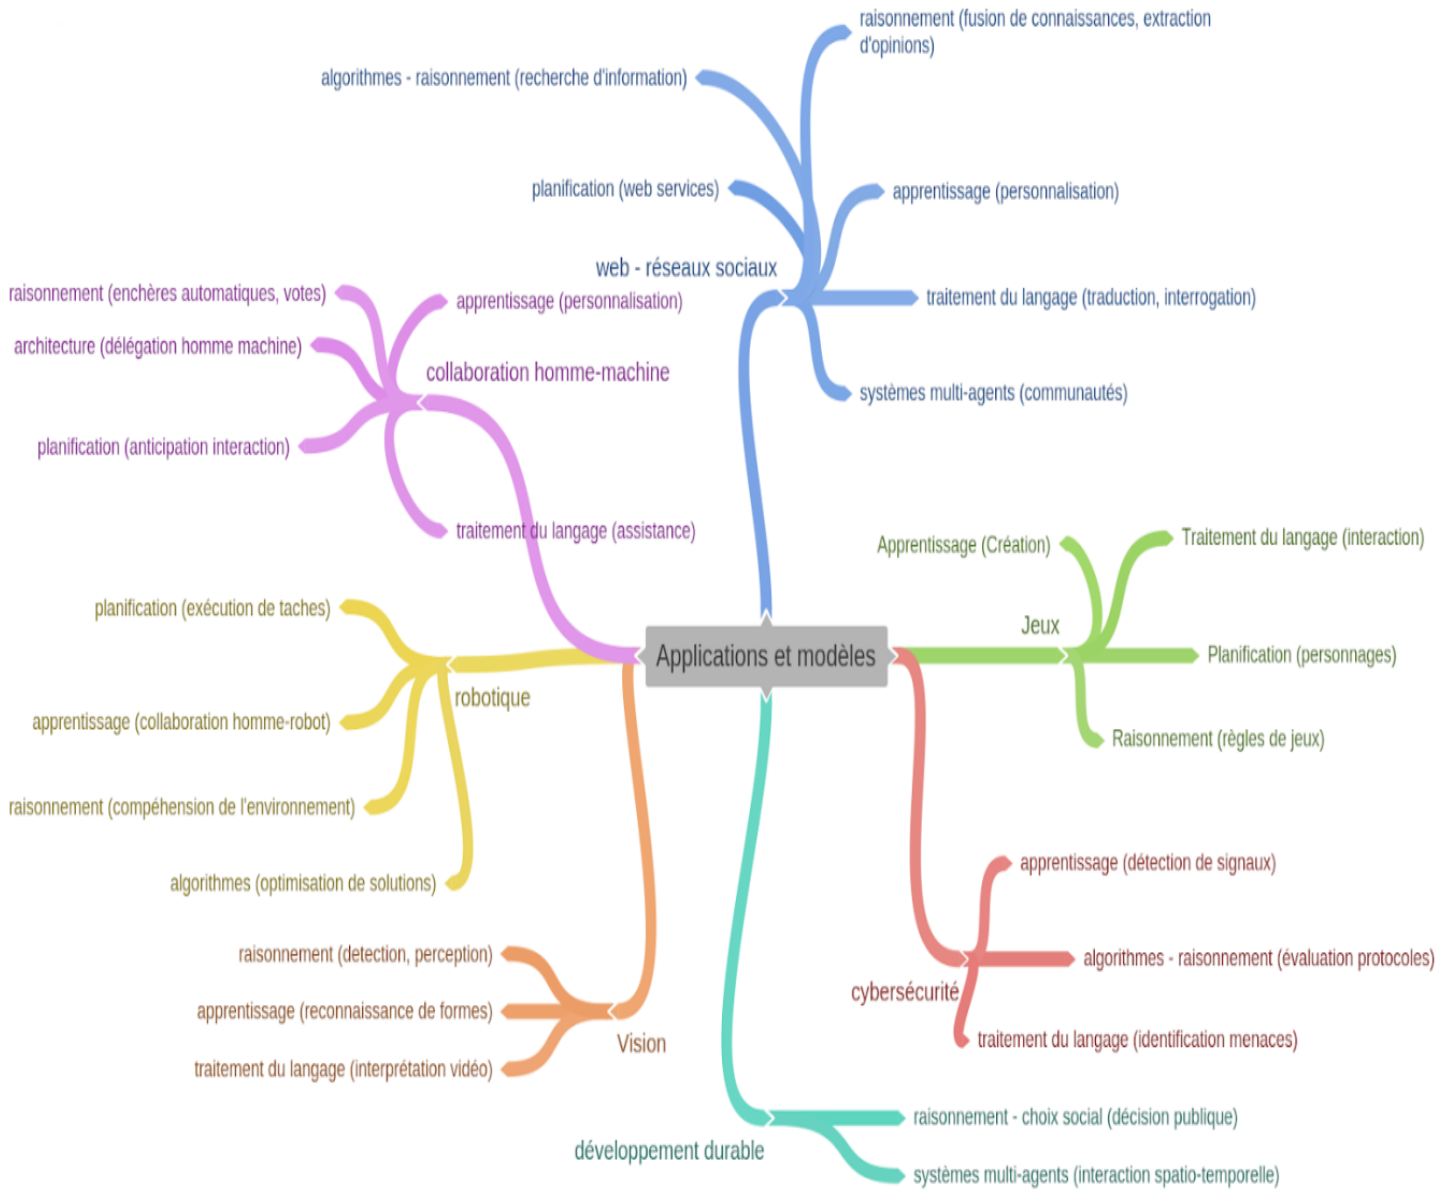 raisonnement (fusion de connaissances, extraction
d'opinions)
algorithmes - raisonnement (recherche d'information)
planification (web services)
apprentissage (personnalisation)
web - réseaux sociaux
traitement du langage (traduction, interrogation)
systèmes multi-agents (communautés)
raisonnement (enchères automatiques, votes)
apprentissage (personnalisation)
architecture (délégation homme machine)
collaboration homme-machine
planification (anticipation interaction)
traitement du langage (assistance)
Apprentissage (Création)
Traitement du langage (interaction)
Jeux
Planification (personnages)
Raisonnement (règles de jeux)
Applications et modèles
planification (exécution de taches)
robotique
apprentissage (collaboration homme-robot)
raisonnement (compéhension de l'environnement)
algorithmes (optimisation de solutions)
apprentissage (détection de signaux)
algorithmes - raisonnement (évaluation protocoles)
cybersécurité
traitement du langage (identification menaces)
raisonnement (detection, perception)
apprentissage (reconnaissance de formes)
Vision
traitement du langage (interprétation vidéo)
raisonnement - choix social (décision publique)
développement durable
systèmes multi-agents (interaction spatio-temporelle)